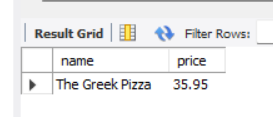 Result Grid Filter Rows:
name price
The Greek Pizza 35.95